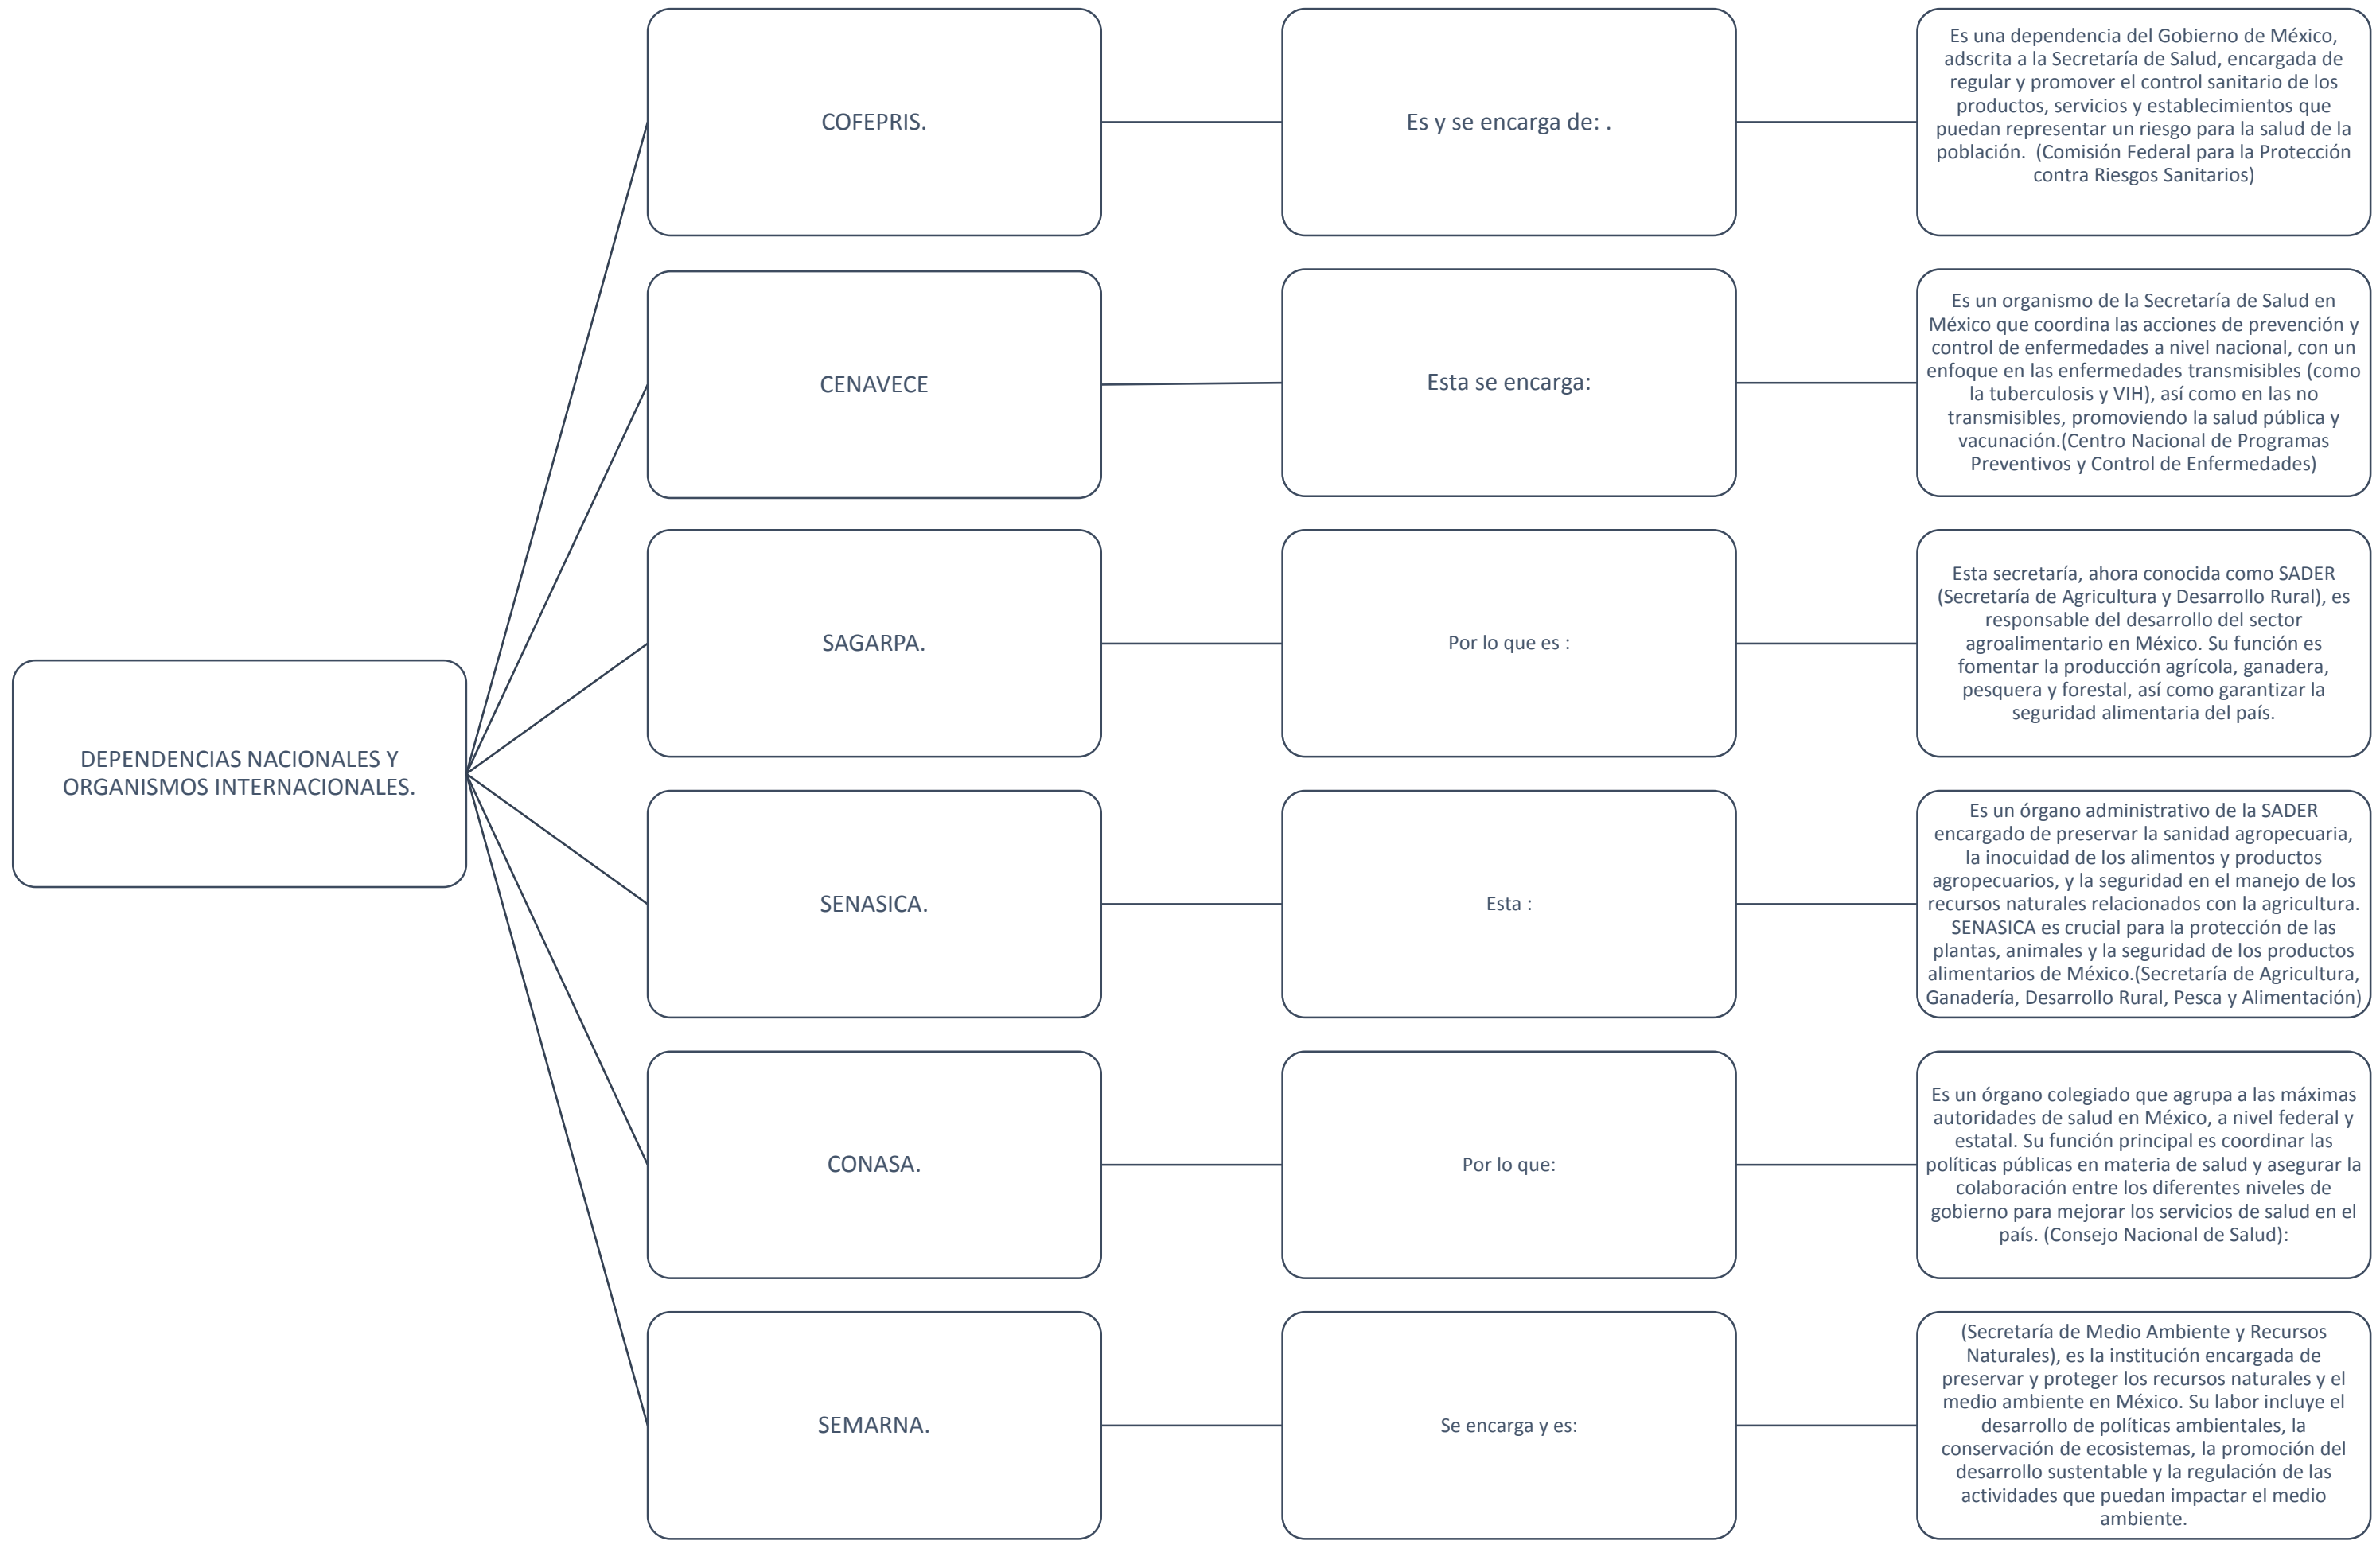 DEPENDENCIAS NACIONALES Y
ORGANISMOS INTERNACIONALES.
COFEPRIS.
Es y se encarga de: .
Es una dependencia del Gobierno de México,
adscrita a la Secretaría de Salud, encargada de
regular y promover el control sanitario de los
productos, servicios y establecimientos que
puedan representar un riesgo para la salud de la
población.  (Comisión Federal para la Protección
contra Riesgos Sanitarios)
CENAVECE
Esta se encarga:
Es un organismo de la Secretaría de Salud en
México que coordina las acciones de prevención y
control de enfermedades a nivel nacional, con un
enfoque en las enfermedades transmisibles (como
la tuberculosis y VIH), así como en las no
transmisibles, promoviendo la salud pública y
vacunación.(Centro Nacional de Programas
Preventivos y Control de Enfermedades)
SAGARPA.
Por lo que es :
Esta secretaría, ahora conocida como SADER
(Secretaría de Agricultura y Desarrollo Rural), es
responsable del desarrollo del sector
agroalimentario en México. Su función es
fomentar la producción agrícola, ganadera,
pesquera y forestal, así como garantizar la
seguridad alimentaria del país.
SENASICA.
Esta :
Es un órgano administrativo de la SADER
encargado de preservar la sanidad agropecuaria,
la inocuidad de los alimentos y productos
agropecuarios, y la seguridad en el manejo de los
recursos naturales relacionados con la agricultura.
SENASICA es crucial para la protección de las
plantas, animales y la seguridad de los productos
alimentarios de México.(Secretaría de Agricultura,
Ganadería, Desarrollo Rural, Pesca y Alimentación)
CONASA.
Por lo que:
Es un órgano colegiado que agrupa a las máximas
autoridades de salud en México, a nivel federal y
estatal. Su función principal es coordinar las
políticas públicas en materia de salud y asegurar la
colaboración entre los diferentes niveles de
gobierno para mejorar los servicios de salud en el
país. (Consejo Nacional de Salud):
SEMARNA.
Se encarga y es:
(Secretaría de Medio Ambiente y Recursos
Naturales), es la institución encargada de
preservar y proteger los recursos naturales y el
medio ambiente en México. Su labor incluye el
desarrollo de políticas ambientales, la
conservación de ecosistemas, la promoción del
desarrollo sustentable y la regulación de las
actividades que puedan impactar el medio
ambiente.